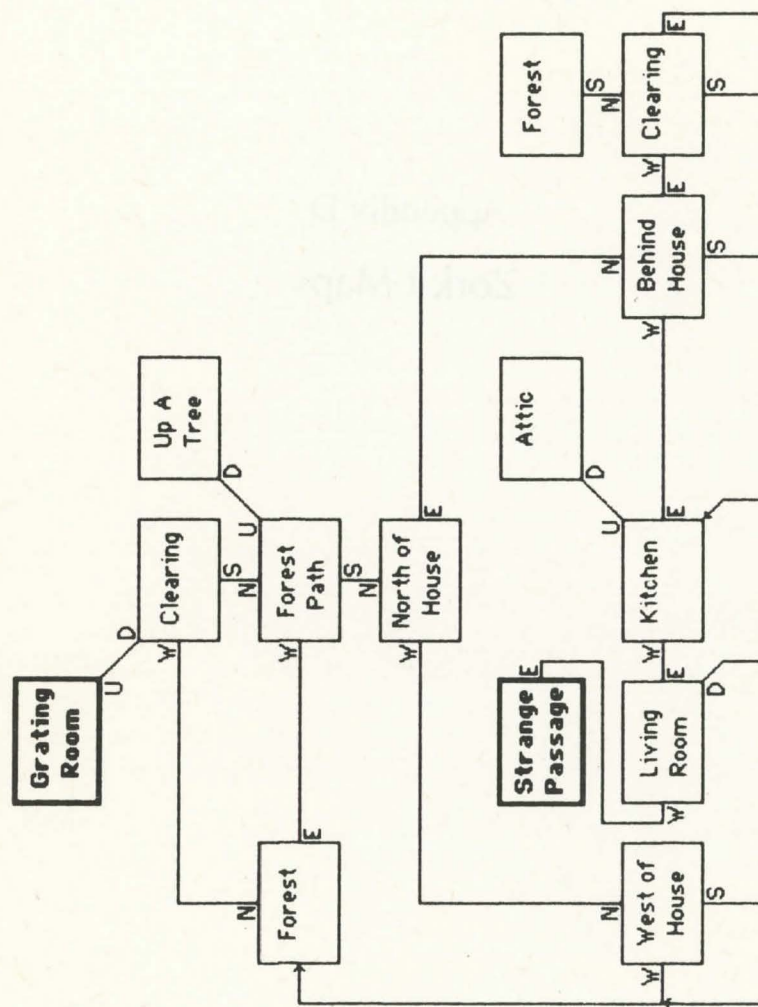 Grating
Room
U
D
Clearing
W
S
Up A
Tree
D
N
U
Forest
Path
W
S
Forest
N
E
N
North of
House
W
E
Forest
S
N
Clearing
E
W
S
Strange
Passage
E
Attic
D
N
Behind
House
E
W
S
U
Kitchen
W
E
Living
Room
E
W
D
N
West of
House
W
S